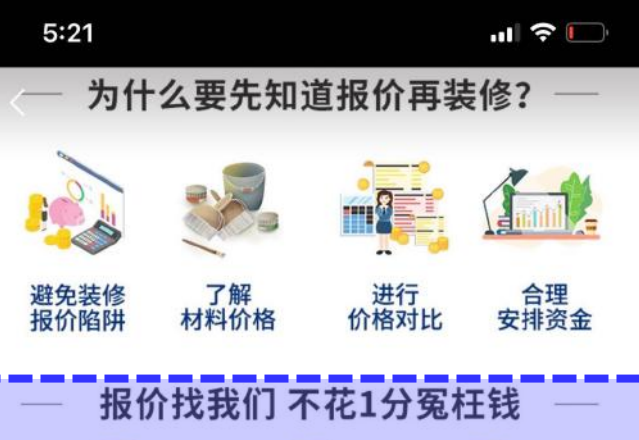 5:21
为什么要先知道报价再装修?
避免装修
报价陷阱
了解
材料价格
进行
价格对比
合理
安排资金
报价找我们 不花1分冤枉钱